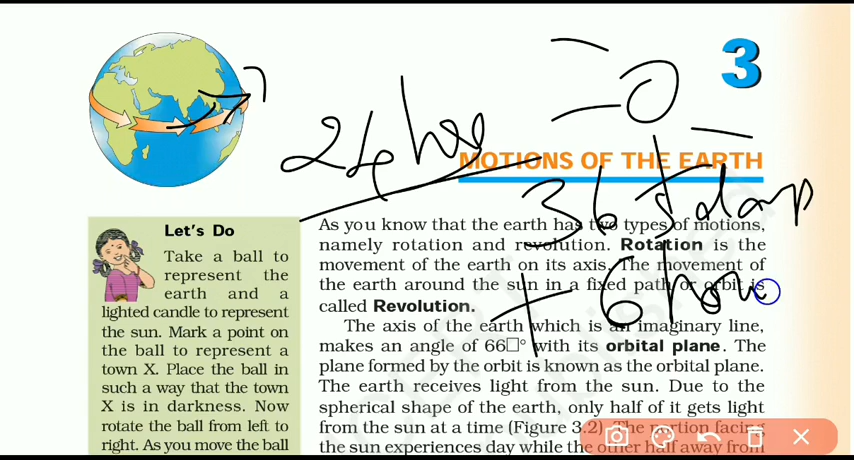 3
24 hrs
MOTIONS OF THE EARTH
365 days
+ 6 hours
Let's Do
Take a ball to
represent the
earth and a
lighted candle to represent
the sun. Mark a point on
the ball to represent a
town X. Place the ball in
such a way that the town
X is in darkness. Now
rotate the ball from left to
right. As you move the ball
As you know that the earth has two types of motions,
namely rotation and revolution. Rotation is the
movement of the earth on its axis. The movement of
the earth around the sun in a fixed path or orbit is
called Revolution.
The axis of the earth which is an imaginary line,
makes an angle of 66□° with its orbital plane. The
plane formed by the orbit is known as the orbital plane.
The earth receives light from the sun. Due to the
spherical shape of the earth, only half of it gets light
from the sun at a time (Figure 3.2). The portion facing
the sun experiences day while the other half away from